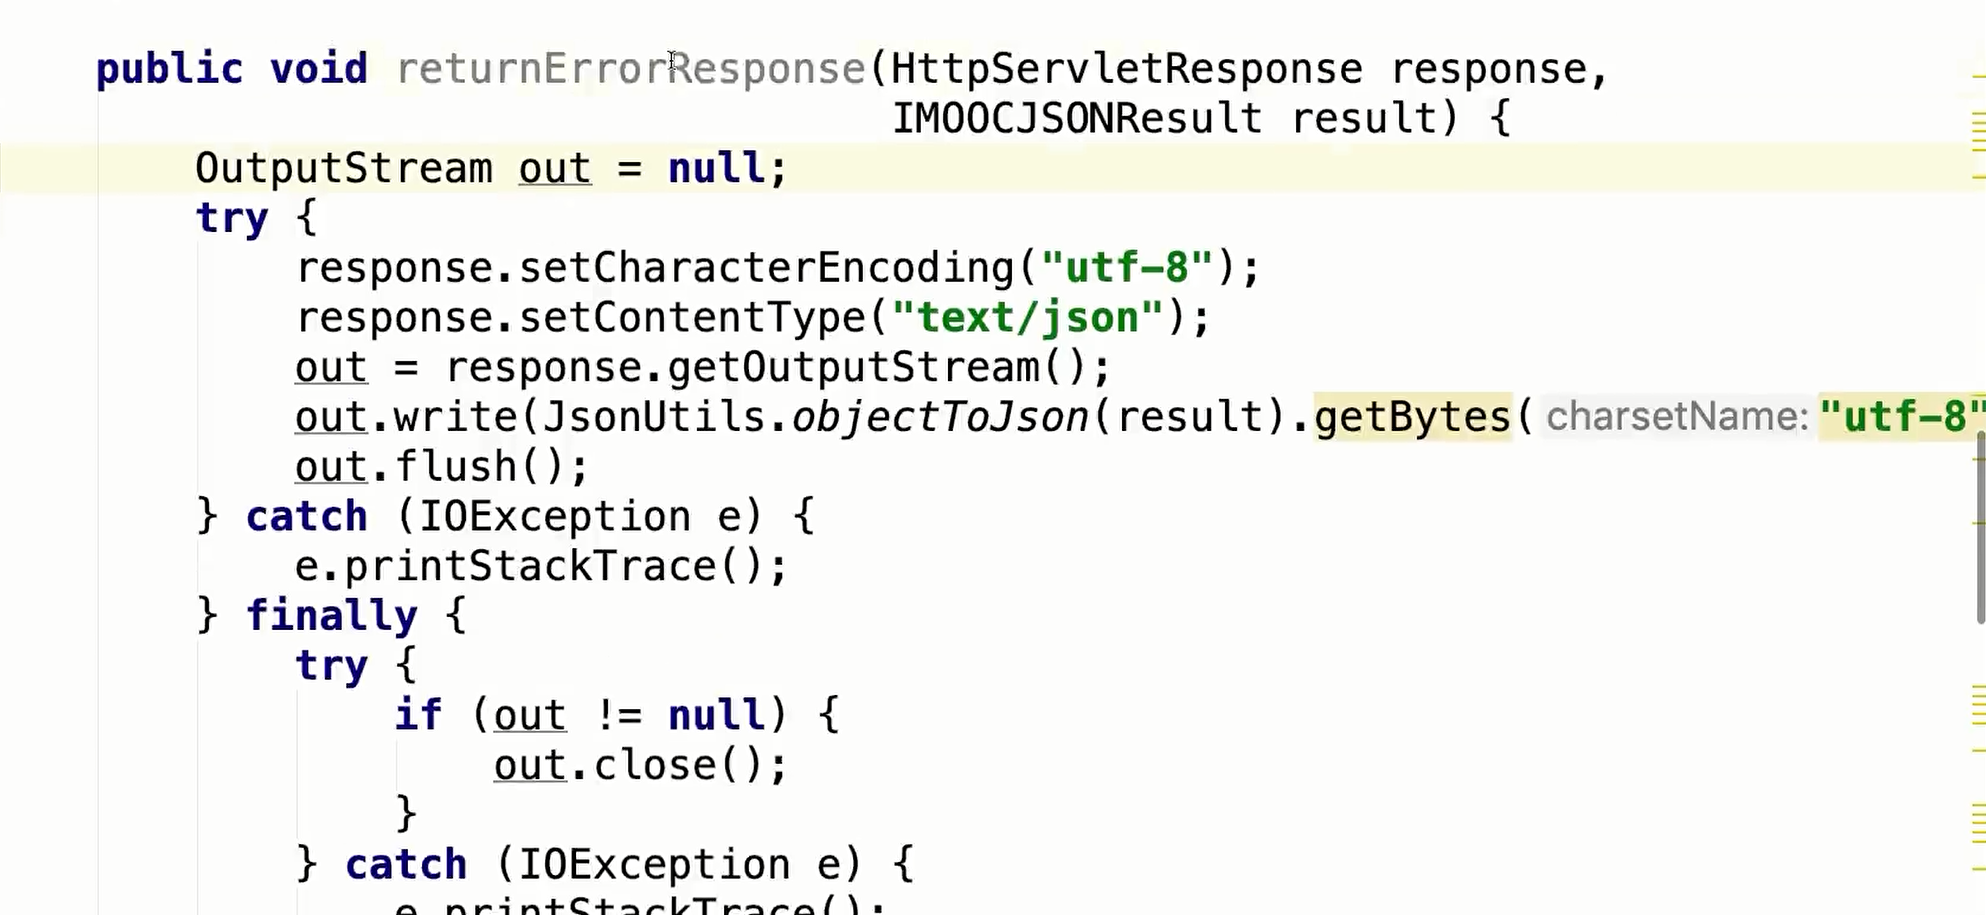 public void returnErrorResponse(HttpServletResponse response,
IMOOCJSONResult result) {
OutputStream out = null;
try {
response.setCharacterEncoding("utf-8");
response.setContentType("text/json");
out = response.getOutputStream();
out.write(JsonUtils.objectToJson(result).getBytes( charsetName: "utf-8"
out.flush();
} catch (IOException e) {
e.printStackTrace();
} finally {
try {
if (out != null) {
out.close();
}
} catch (IOException e) {
e.printStackTrace();